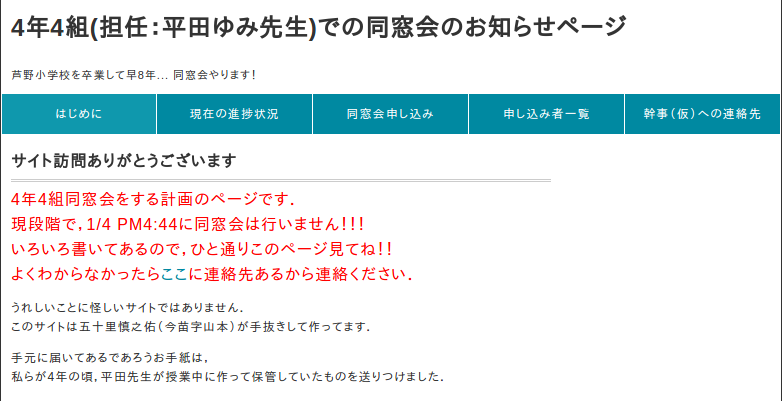 4年4組(担任：平田ゆみ先生)での同窓会のお知らせページ
芦野小学校を卒業して早8年... 同窓会やります！
はじめに
現在の進捗状況
同窓会申し込み
申し込み者一覧
幹事（仮）への連絡先
サイト訪問ありがとうございます
4年4組同窓会をする計画のページです．
現段階で，1/4 PM4:44に同窓会は行いません！！！
いろいろ書いてあるので，ひと通りこのページ見てね！！
よくわからなかったらここに連絡先あるから連絡ください．
うれしいことに怪しいサイトではありません．
このサイトは五十里慎之佑（今苗字山本）が手抜きして作ってます．
手元に届いてあるであろうお手紙は，
私らが4年の頃，平田先生が授業中に作って保管していたものを送りつけました．